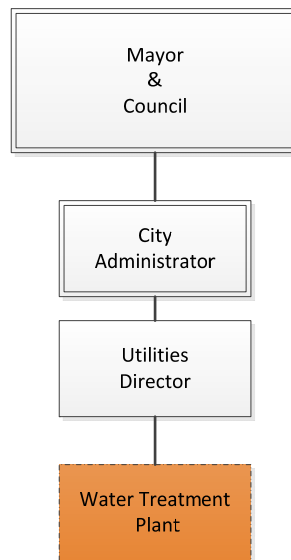 Mayor
&
Council
City
Administrator
Utilities
Director
Water Treatment
Plant